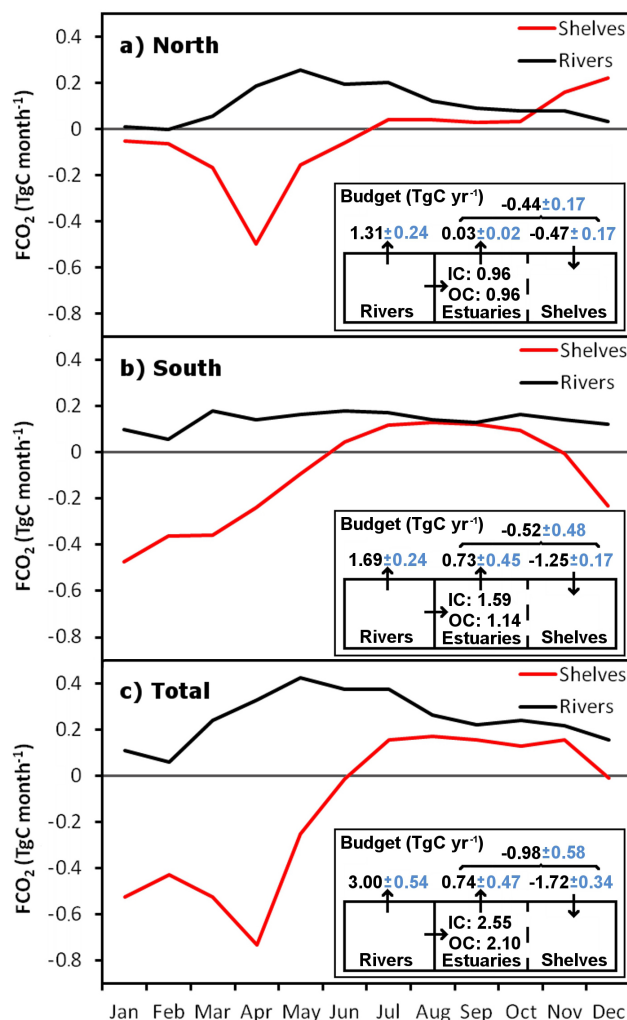 a) North
Shelves
Rivers
FCO₂ (TgC month⁻¹)
0.4
0.2
0
-0.2
-0.4
-0.6
-0.8
Budget (TgC yr⁻¹)
-0.44±0.17
1.31±0.24 0.03±0.02 -0.47±0.17
IC: 0.96
OC: 0.96
Rivers Estuaries Shelves
b) South
Shelves
Rivers
FCO₂ (TgC month⁻¹)
0.4
0.2
0
-0.2
-0.4
-0.6
-0.8
Budget (TgC yr⁻¹)
-0.52±0.48
1.69±0.24 0.73±0.45 -1.25±0.17
IC: 1.59
OC: 1.14
Rivers Estuaries Shelves
c) Total
Shelves
Rivers
FCO₂ (TgC month⁻¹)
0.4
0.2
0
-0.2
-0.4
-0.6
-0.8
Budget (TgC yr⁻¹)
-0.98±0.58
3.00±0.54 0.74±0.47 -1.72±0.34
IC: 2.55
OC: 2.10
Rivers Estuaries Shelves
Jan Feb Mar Apr May Jun Jul Aug Sep Oct Nov Dec